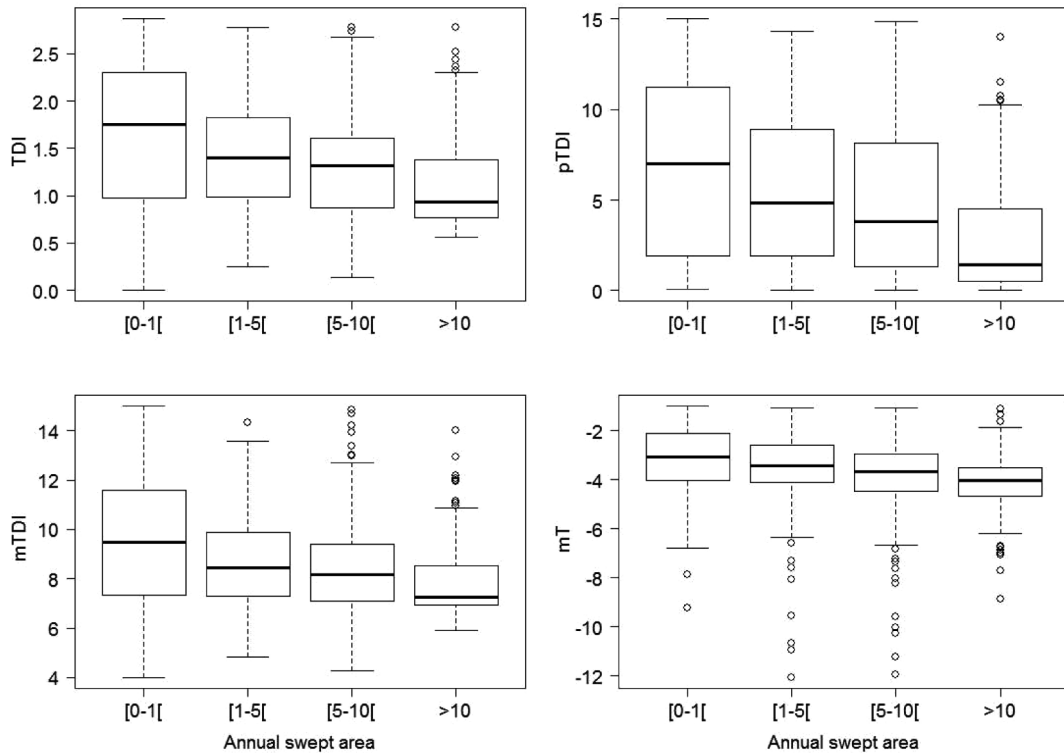 TDI
2.5
2.0
1.5
1.0
0.5
0.0
[0-1[ [1-5[ [5-10[ >10
pTDI
15
10
5
0
[0-1[ [1-5[ [5-10[ >10
mTDI
14
12
10
8
6
4
[0-1[ [1-5[ [5-10[ >10
Annual swept area
mT
-2
-4
-6
-8
-10
-12
[0-1[ [1-5[ [5-10[ >10
Annual swept area